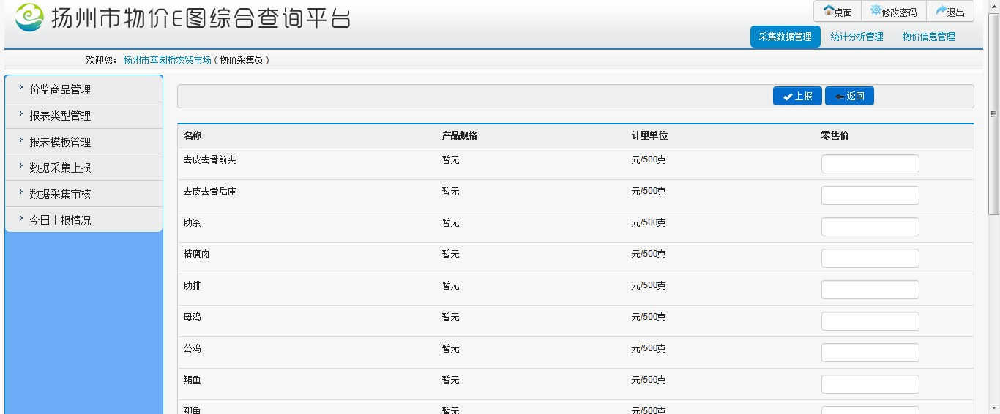 扬州市物价E图综合查询平台
桌面 修改密码 退出
采集数据管理 统计分析管理 物价信息管理
欢迎您： 扬州市萃园桥农贸市场 ( 物价采集员 )
价监商品管理
报表类型管理
报表模板管理
数据采集上报
数据采集审核
今日上报情况
上报 返回
名称 产品规格 计量单位 零售价
去皮去骨前夹 暂无 元/500克
去皮去骨后座 暂无 元/500克
肋条 暂无 元/500克
精瘦肉 暂无 元/500克
肋排 暂无 元/500克
母鸡 暂无 元/500克
公鸡 暂无 元/500克
鳊鱼 暂无 元/500克
鲫鱼 暂无 元/500克